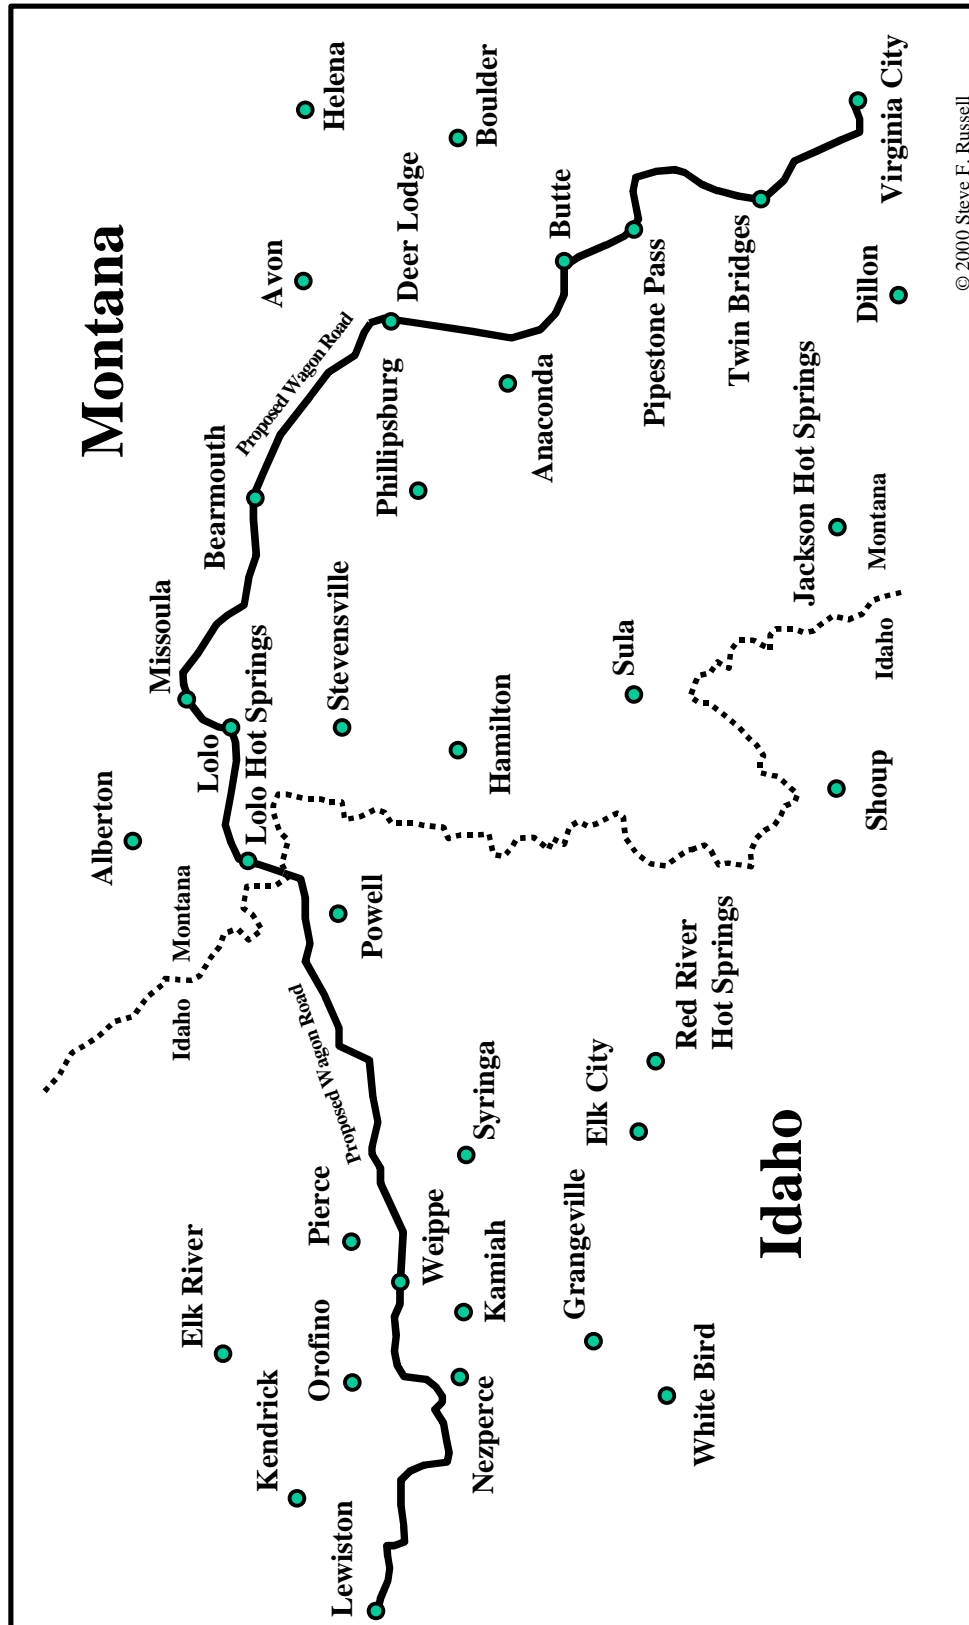 Montana
Helena
Boulder
Virginia City
© 2000 Steve F. Russell
Avon
Deer Lodge
Butte
Pipestone Pass
Twin Bridges
Dillon
Proposed Wagon Road
Bearmouth
Phillipsburg
Anaconda
Jackson Hot Springs
Montana
Idaho
Missoula
Lolo
Lolo Hot Springs
Stevensville
Hamilton
Sula
Shoup
Alberton
Montana
Idaho
Powell
Proposed Wagon Road
Red River
Hot Springs
Elk City
Syringa
Idaho
Pierce
Weippe
Kamiah
Grangeville
Elk River
Orofino
Kendrick
Nezperce
White Bird
Lewiston